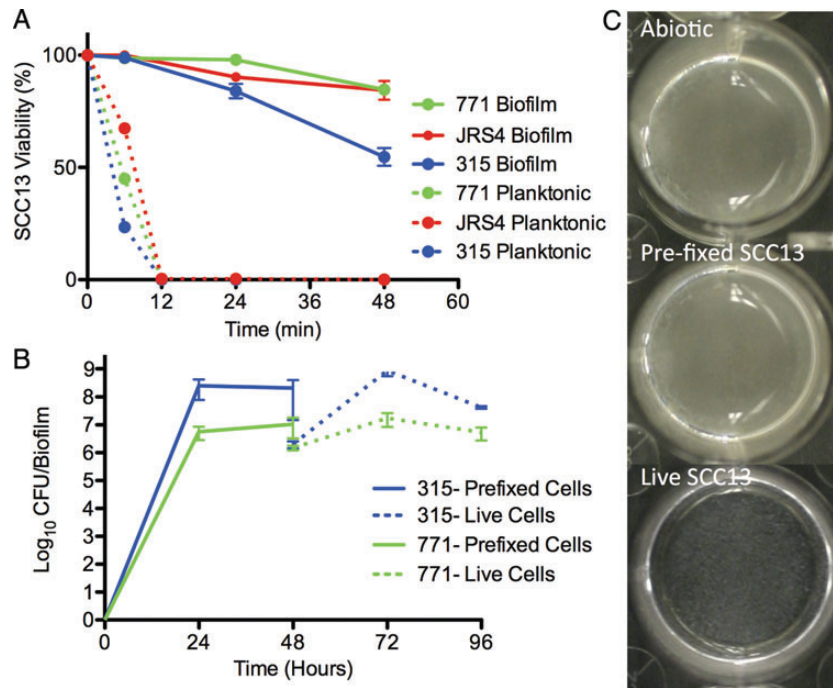 A
SCC13 Viability (%)
100
50
0
0 12 24 36 48 60
Time (min)
771 Biofilm
JRS4 Biofilm
315 Biofilm
771 Planktonic
JRS4 Planktonic
315 Planktonic
B
Log10 CFU/Biofilm
9
8
7
6
5
4
3
2
1
0
0 24 48 72 96
Time (Hours)
315- Prefixed Cells
315- Live Cells
771- Prefixed Cells
771- Live Cells
C
Abiotic
Pre-fixed SCC13
Live SCC13